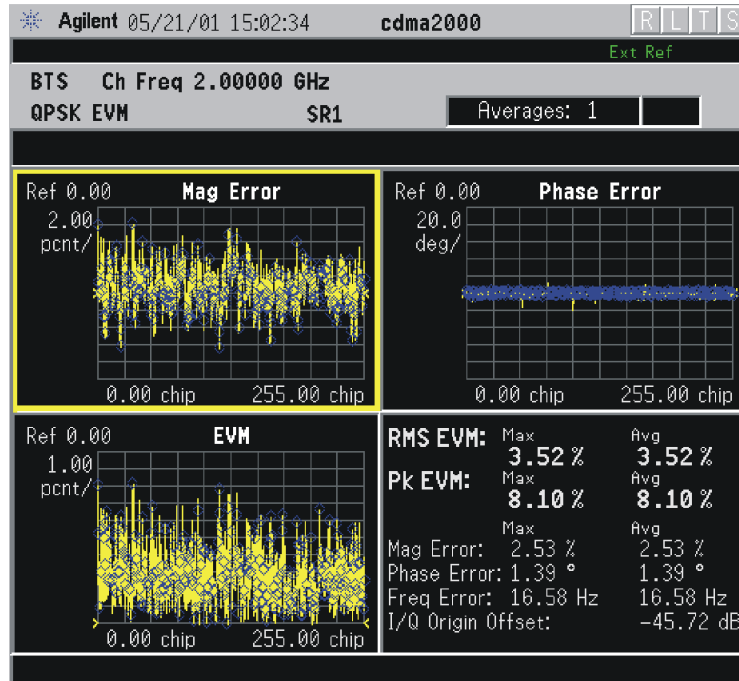 Agilent 05/21/01 15:02:34 cdma2000 R L T S
Ext Ref
BTS Ch Freq 2.00000 GHz
QPSK EVM SR1 Averages: 1
Ref 0.00 Mag Error
2.00
pcnt/
0.00 chip 255.00 chip
Ref 0.00 Phase Error
20.0
deg/
0.00 chip 255.00 chip
Ref 0.00 EVM
1.00
pcnt/
0.00 chip 255.00 chip
Max Avg
RMS EVM: 3.52 % 3.52 %
Max Avg
Pk EVM: 8.10 % 8.10 %
Max Avg
Mag Error: 2.53 % 2.53 %
Phase Error: 1.39 ° 1.39 °
Freq Error: 16.58 Hz 16.58 Hz
I/Q Origin Offset: -45.72 dB